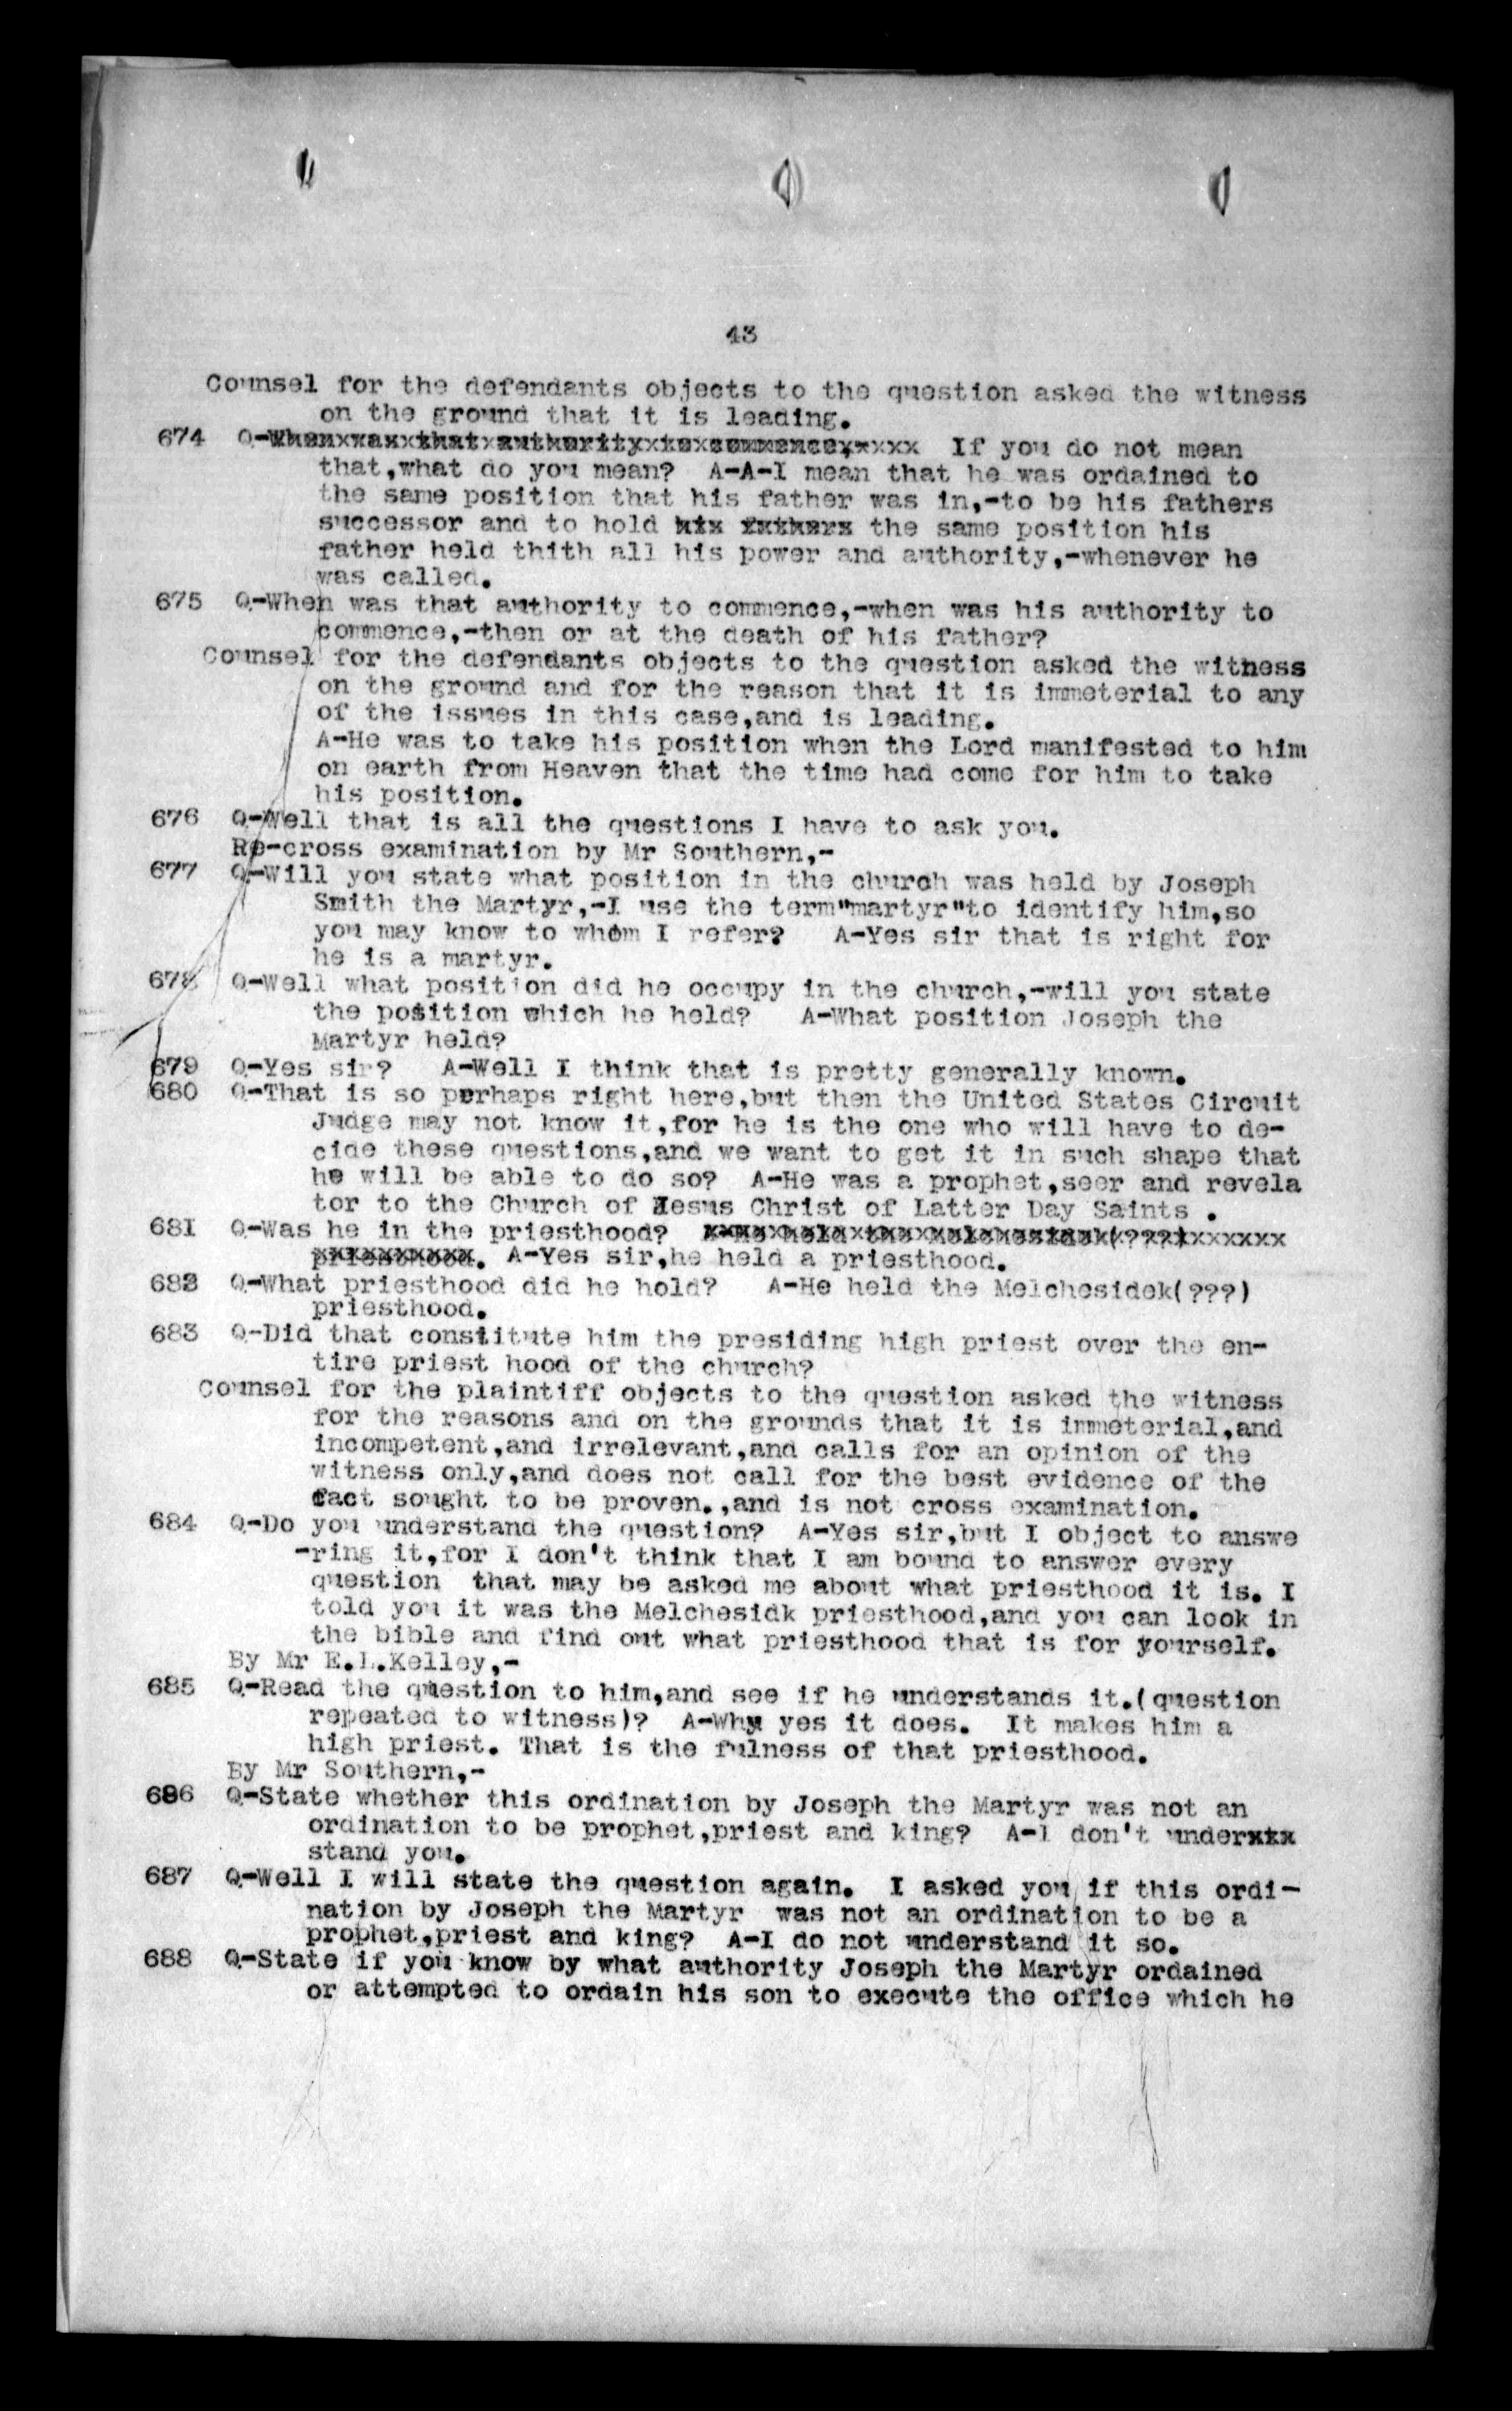 43
Counsel for the defendants objects to the question asked the witness
on the ground that it is leading.
674 Q-When was that authority to commence, If you do not mean
that,what do you mean? A-A-I mean that he was ordained to
the same position that his father was in,-to be his fathers
successor and to hold his fathers the same position his
father held thith all his power and authority,-whenever he
was called.
675 Q-When was that authority to commence,-when was his authority to
commence,-then or at the death of his father?
Counsel for the defendants objects to the question asked the witness
on the ground and for the reason that it is immeterial to any
of the issues in this case,and is leading.
A-He was to take his position when the Lord manifested to him
on earth from Heaven that the time had come for him to take
his position.
676 Q-Well that is all the questions I have to ask you.
Re-cross examination by Mr Southern,-
677 Q-Will you state what position in the church was held by Joseph
Smith the Martyr,-I use the term"martyr"to identify him,so
you may know to whom I refer? A-Yes sir that is right for
he is a martyr.
678 Q-Well what position did he occupy in the church,-will you state
the position which he held? A-What position Joseph the
Martyr held?
679 Q-Yes sir? A-Well I think that is pretty generally known.
680 Q-That is so perhaps right here,but then the United States Circuit
Judge may not know it,for he is the one who will have to de-
cide these questions,and we want to get it in such shape that
he will be able to do so? A-He was a prophet,seer and revela
tor to the Church of Jesus Christ of Latter Day Saints .
681 Q-Was he in the priesthood? A-He held the Melchesidek(???)
priesthood. A-Yes sir,he held a priesthood.
682 Q-What priesthood did he hold? A-He held the Melchesidek(???)
priesthood.
683 Q-Did that constitute him the presiding high priest over the en-
tire priest hood of the church?
Counsel for the plaintiff objects to the question asked the witness
for the reasons and on the grounds that it is immeterial,and
incompetent,and irrelevant,and calls for an opinion of the
witness only,and does not call for the best evidence of the
fact sought to be proven.,and is not cross examination.
684 Q-Do you understand the question? A-Yes sir,but I object to answe
-ring it,for I don't think that I am bound to answer every
question that may be asked me about what priesthood it is. I
told you it was the Melchesidk priesthood,and you can look in
the bible and find out what priesthood that is for yourself.
By Mr E.L.Kelley,-
685 Q-Read the question to him,and see if he understands it.(question
repeated to witness)? A-Why yes it does. It makes him a
high priest. That is the fulness of that priesthood.
By Mr Southern,-
686 Q-State whether this ordination by Joseph the Martyr was not an
ordination to be prophet,priest and king? A-I don't underxxx
stand you.
687 Q-Well I will state the question again. I asked you if this ordi-
nation by Joseph the Martyr was not an ordination to be a
prophet,priest and king? A-I do not understand it so.
688 Q-State if you know by what authority Joseph the Martyr ordained
or attempted to ordain his son to execute the office which he